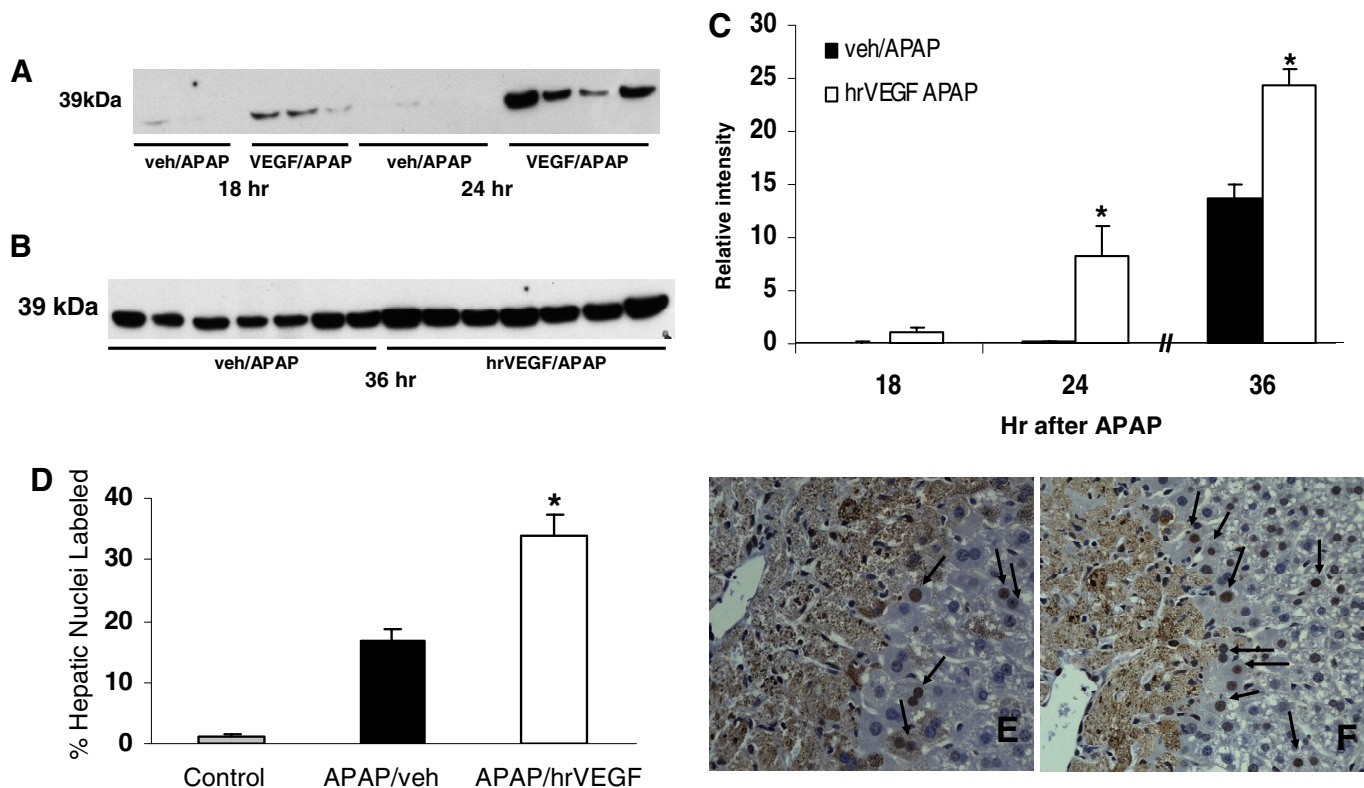 A
39kDa
veh/APAP VEGF/APAP veh/APAP VEGF/APAP
18 hr 24 hr
B
39 kDa
veh/APAP hrVEGF/APAP
36 hr
C
veh/APAP
hrVEGF APAP
Relative intensity
30
25
20
15
10
5
0
*
*
//
18 24 36
Hr after APAP
D
% Hepatic Nuclei Labeled
40
30
20
10
0
*
Control APAP/veh APAP/hrVEGF
E
F